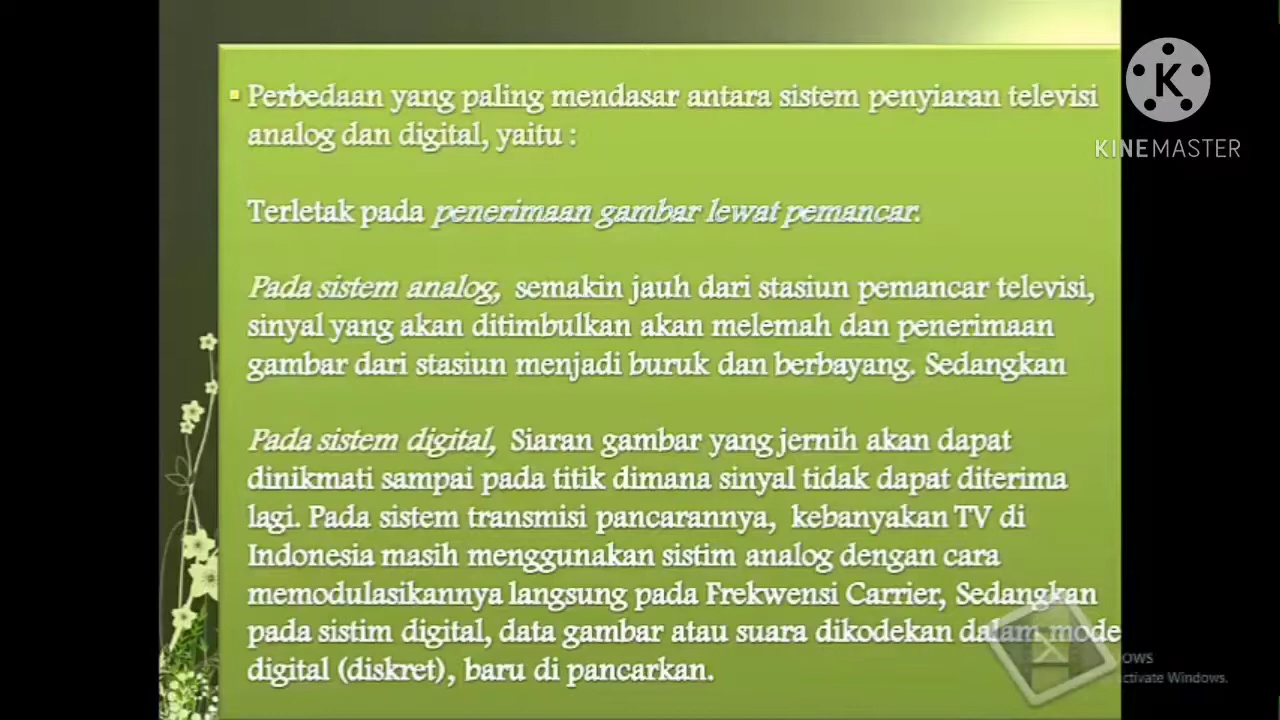 Perbedaan yang paling mendasar antara sistem penyiaran televisi
analog dan digital, yaitu :
Terletak pada penerimaan gambar lewat pemancar.
Pada sistem analog, semakin jauh dari stasiun pemancar televisi,
sinyal yang akan ditimbulkan akan melemah dan penerimaan
gambar dari stasiun menjadi buruk dan berbayang. Sedangkan
Pada sistem digital, Siaran gambar yang jernih akan dapat
dinikmati sampai pada titik dimana sinyal tidak dapat diterima
lagi. Pada sistem transmisi pancarannya, kebanyakan TV di
Indonesia masih menggunakan sistim analog dengan cara
memodulasikannya langsung pada Frekwensi Carrier, Sedangkan
pada sistim digital, data gambar atau suara dikodekan dalam mode
digital (diskret), baru di pancarkan.
K
KINEMASTER
Windows.